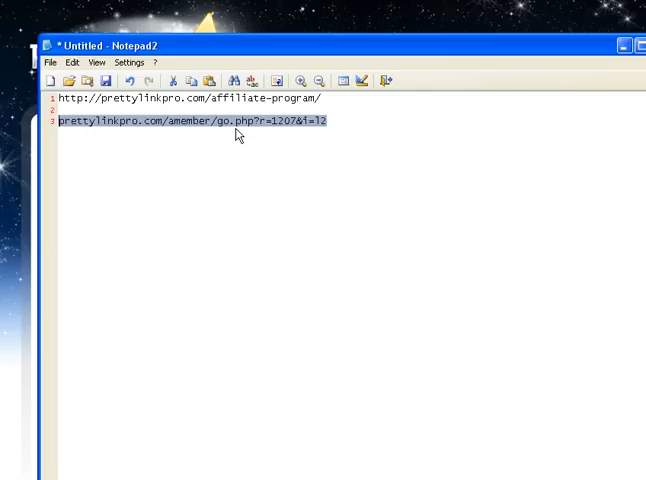 * Untitled - Notepad2
File Edit View Settings ?
1 http://prettylinkpro.com/affiliate-program/
2
3 prettylinkpro.com/amember/go.php?r=1207&i=l2